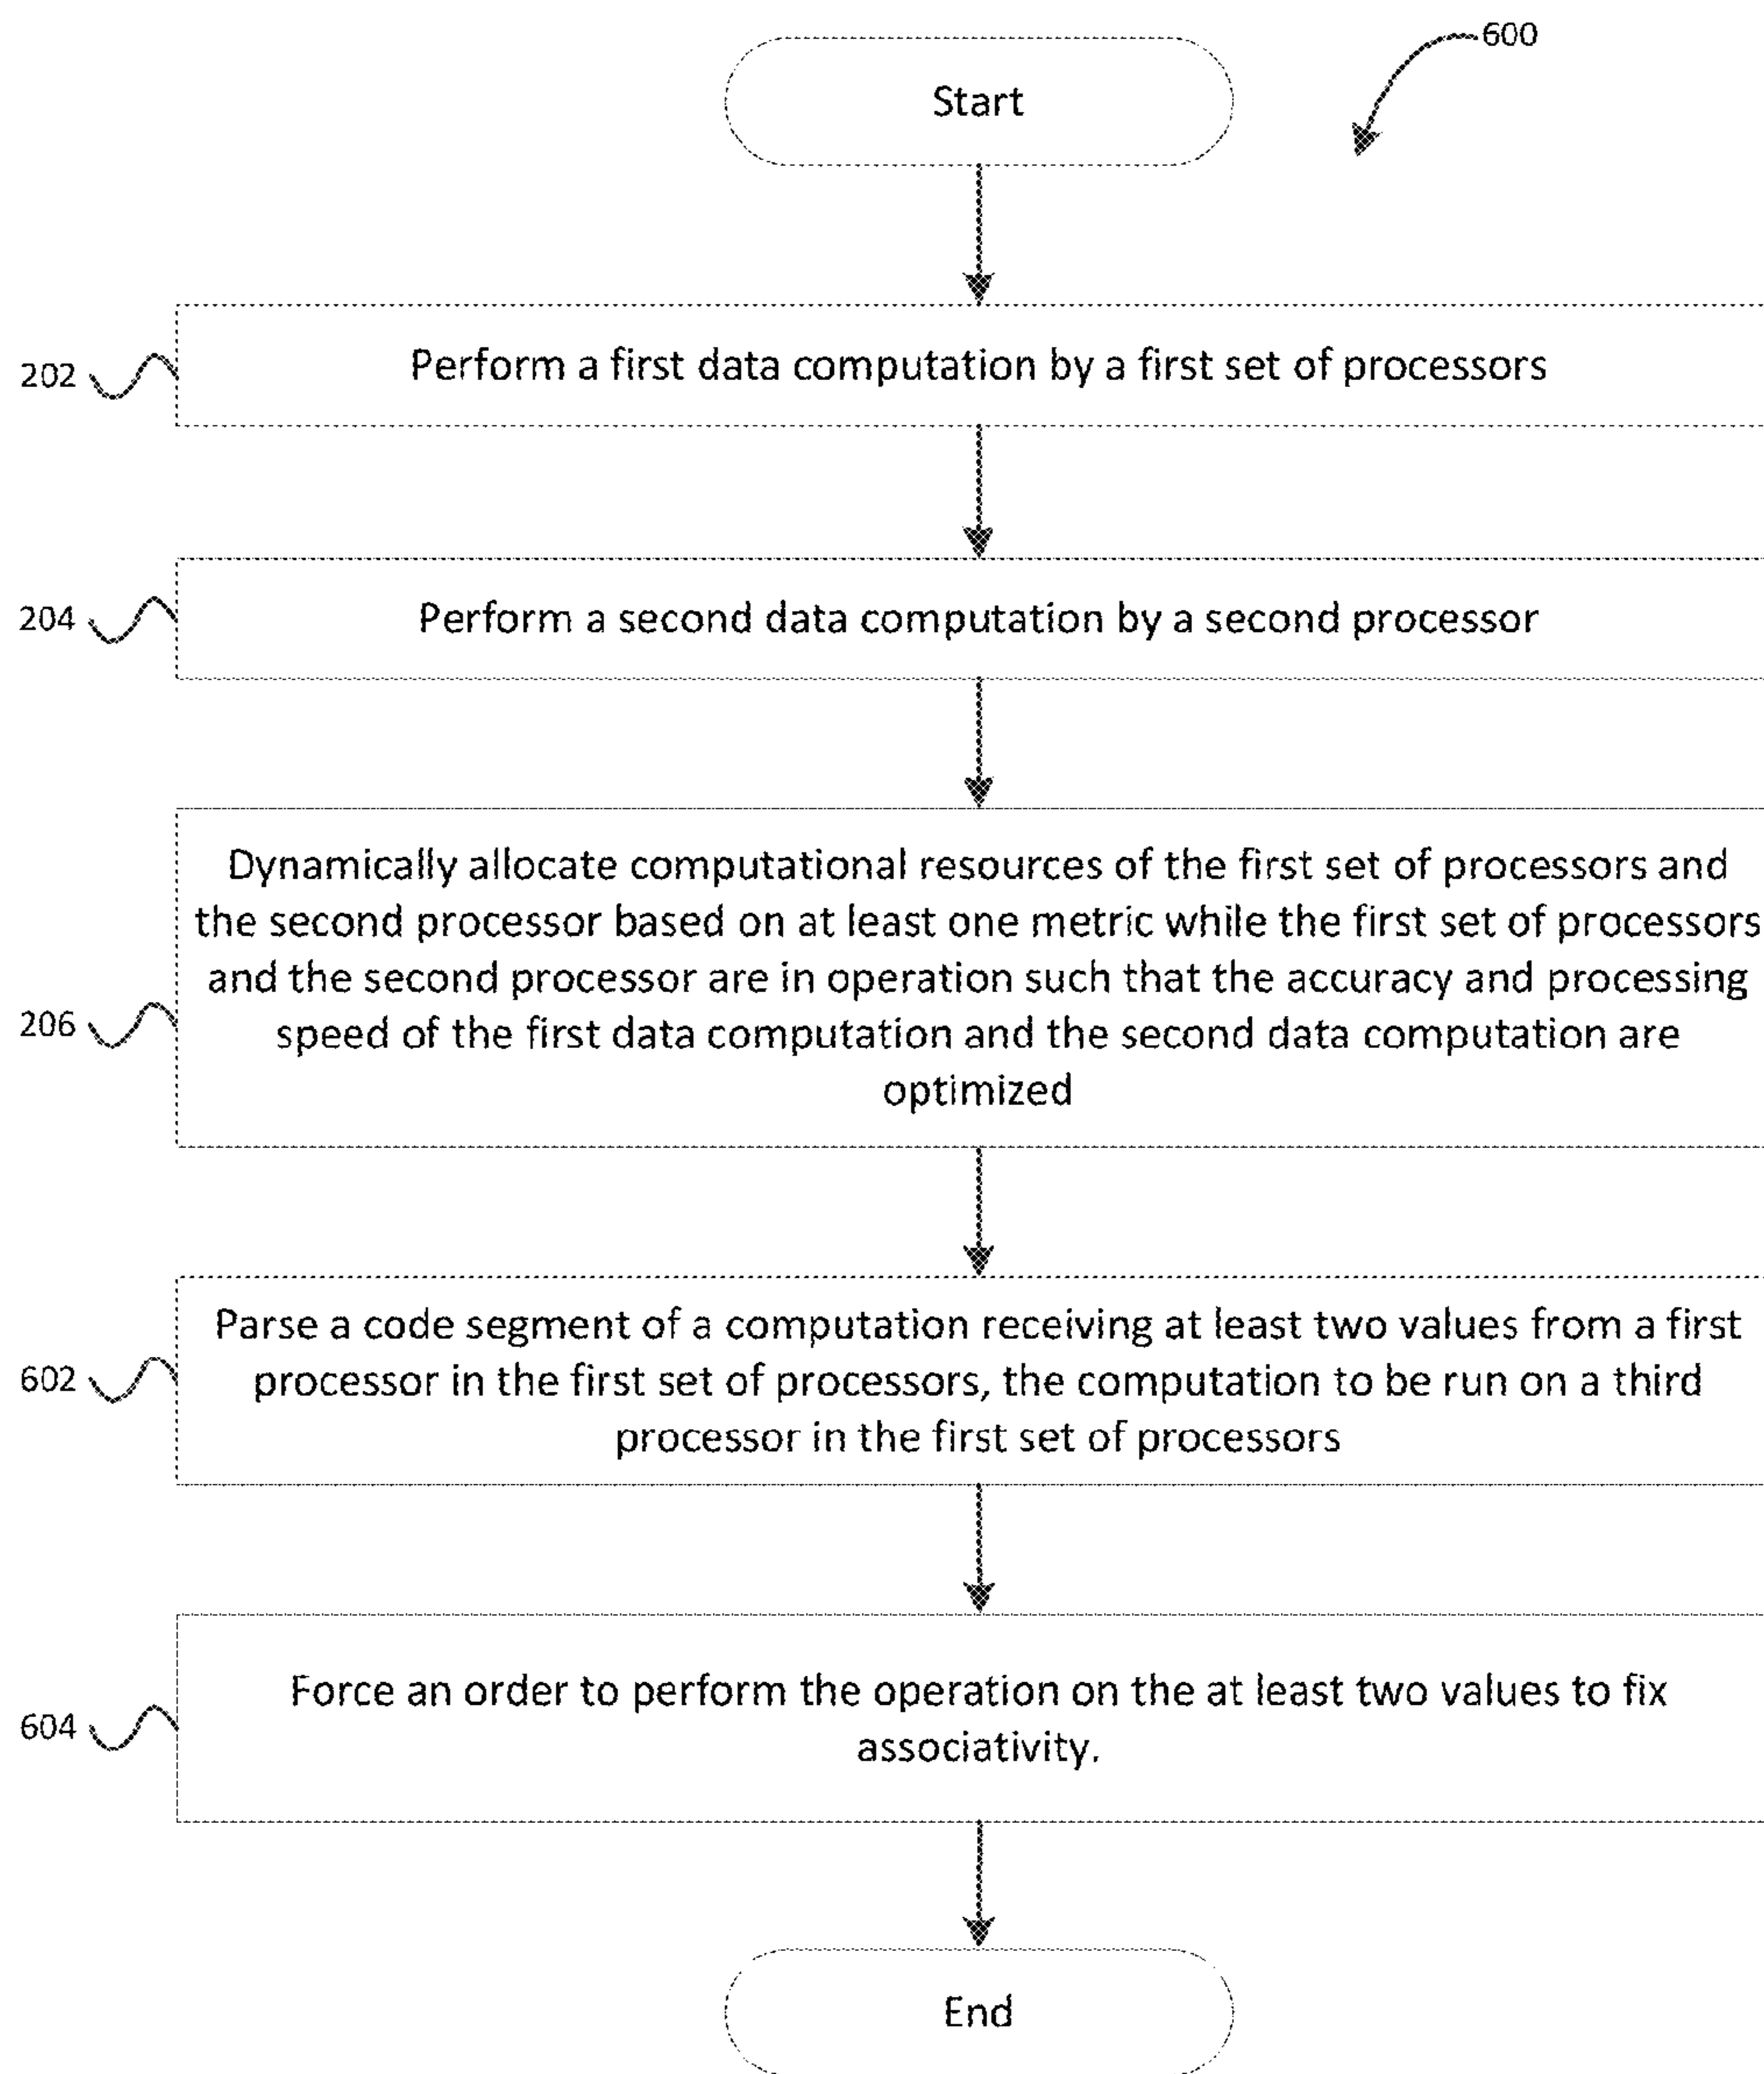 600
Start
202
Perform a first data computation by a first set of processors
204
Perform a second data computation by a second processor
Dynamically allocate computational resources of the first set of processors and
the second processor based on at least one metric while the first set of processors
and the second processor are in operation such that the accuracy and processing
206
speed of the first data computation and the second data computation are
optimized
Parse a code segment of a computation receiving at least two values from a first
602
processor in the first set of processors, the computation to be run on a third
processor in the first set of processors
Force an order to perform the operation on the at least two values to fix
604
associativity.
End